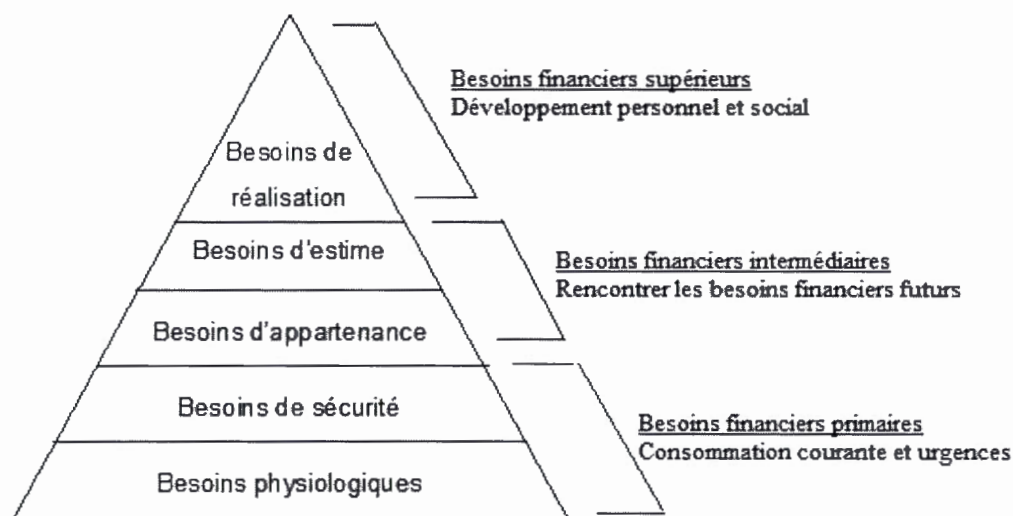 Besoins financiers supérieurs
Développement personnel et social
Besoins de
réalisation
Besoins d'estime
Besoins financiers intermédiaires
Rencontrer les besoins financiers futurs
Besoins d'appartenance
Besoins de sécurité
Besoins financiers primaires
Consommation courante et urgences
Besoins physiologiques